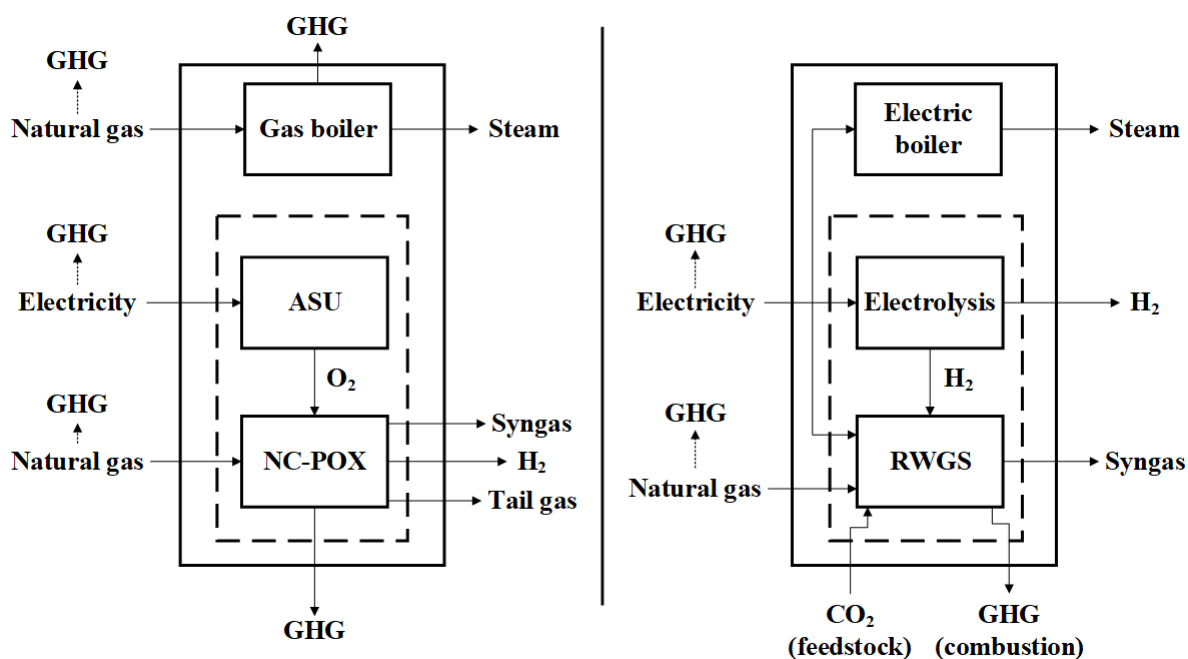 GHG
GHG
Natural gas
Gas boiler
Steam
GHG
Electricity
ASU
O₂
GHG
Natural gas
NC-POX
Syngas
H₂
Tail gas
GHG
Electric
boiler
Steam
GHG
Electricity
Electrolysis
H₂
H₂
GHG
Natural gas
RWGS
Syngas
CO₂
(feedstock)
GHG
(combustion)